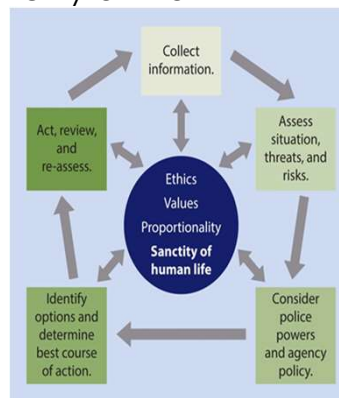 Collect
information.
Assess
situation,
threats, and
risks.
Consider
police
powers
and agency
policy.
Identify
options and
determine
best course
of action.
Act, review,
and
re-assess.
Ethics
Values
Proportionality
Sanctity of
human life